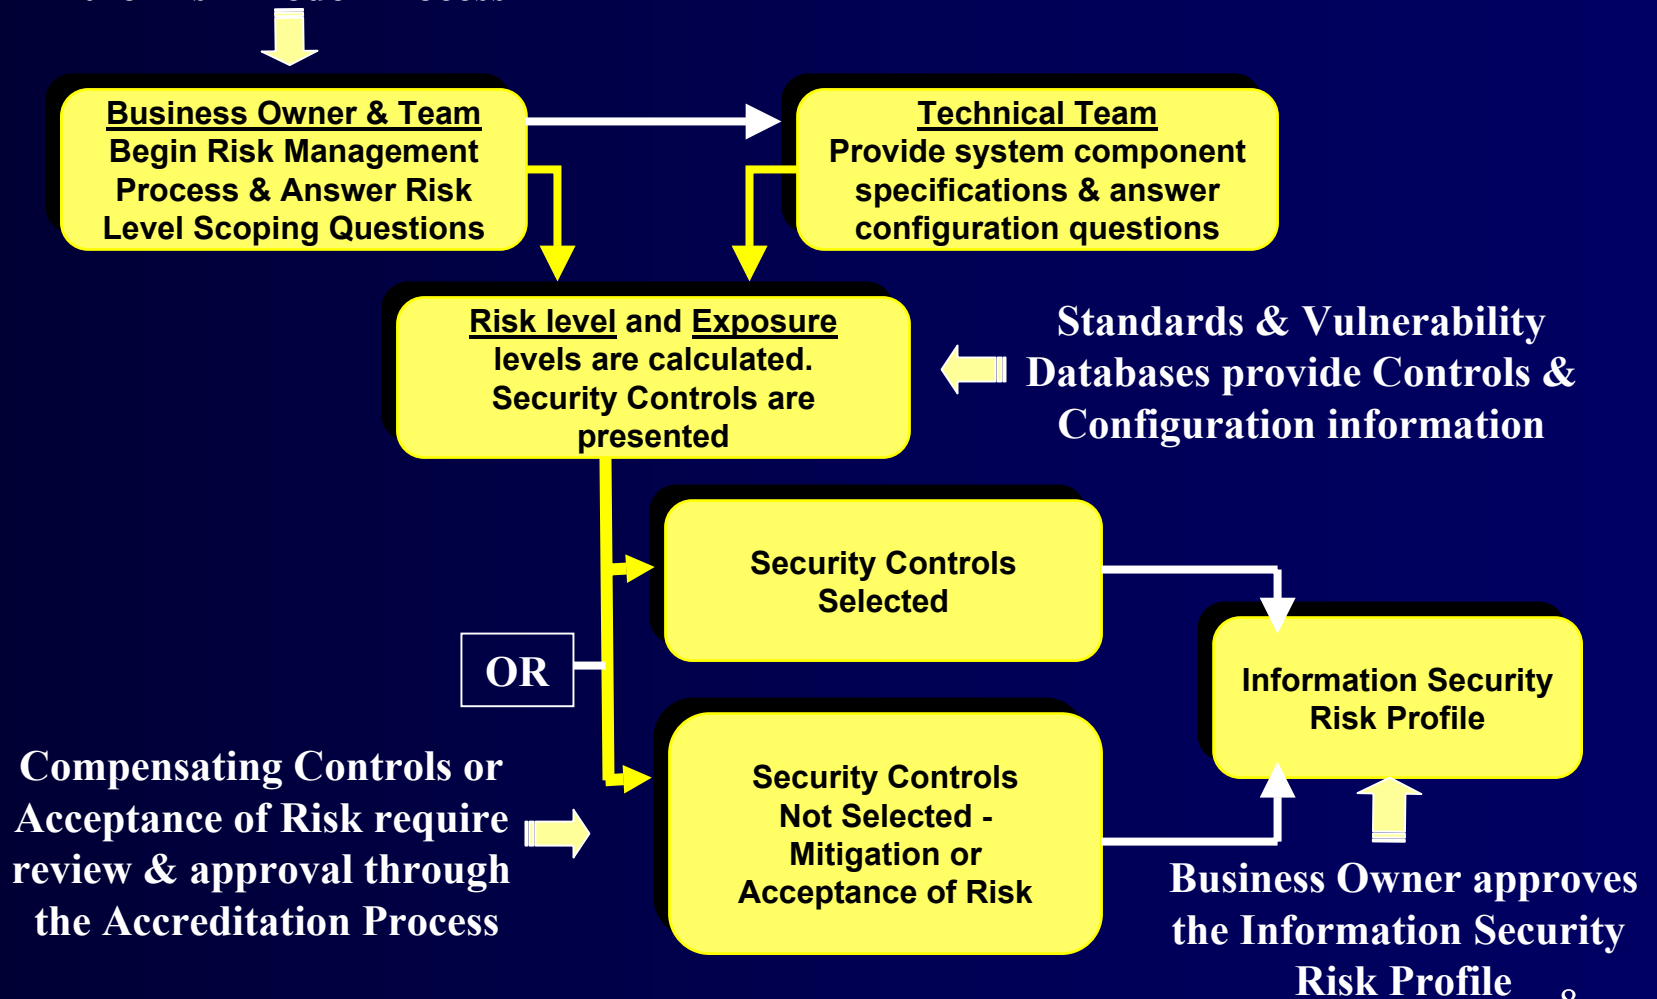 Business Owner & Team
Begin Risk Management
Process & Answer Risk
Level Scoping Questions
Technical Team
Provide system component
specifications & answer
configuration questions
Risk level and Exposure
levels are calculated.
Security Controls are
presented
Standards & Vulnerability
Databases provide Controls &
Configuration information
Security Controls
Selected
OR
Information Security
Risk Profile
Compensating Controls or
Acceptance of Risk require
review & approval through
the Accreditation Process
Security Controls
Not Selected -
Mitigation or
Acceptance of Risk
Business Owner approves
the Information Security
Risk Profile